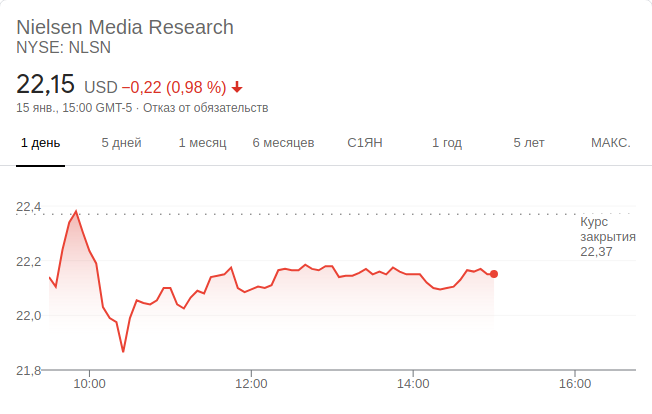 Nielsen Media Research
NYSE: NLSN
22,15 USD −0,22 (0,98 %)
15 янв., 15:00 GMT-5 · Отказ от обязательств
1 день 5 дней 1 месяц 6 месяцев С1ЯН 1 год 5 лет МАКС.
22,4
Курс
закрытия
22,37
22,2
22,0
21,8
10:00 12:00 14:00 16:00